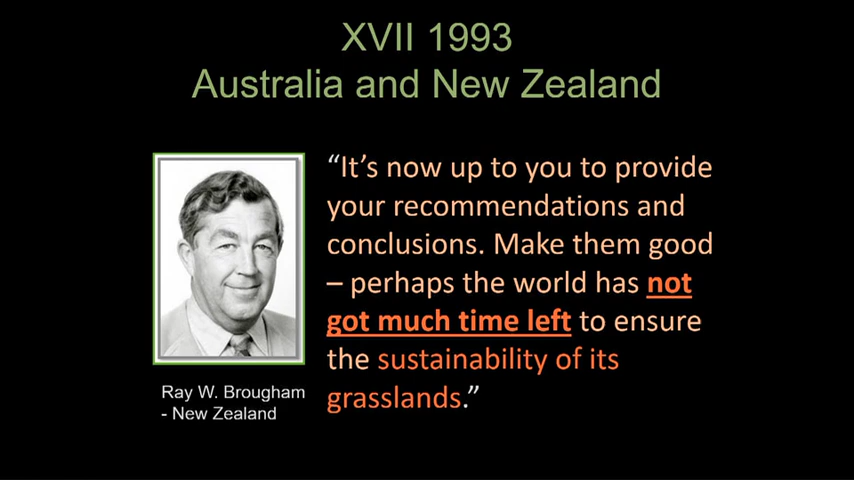 XVII 1993
Australia and New Zealand
“It’s now up to you to provide
your recommendations and
conclusions. Make them good
– perhaps the world has not
got much time left to ensure
the sustainability of its
grasslands.”
Ray W. Brougham
- New Zealand